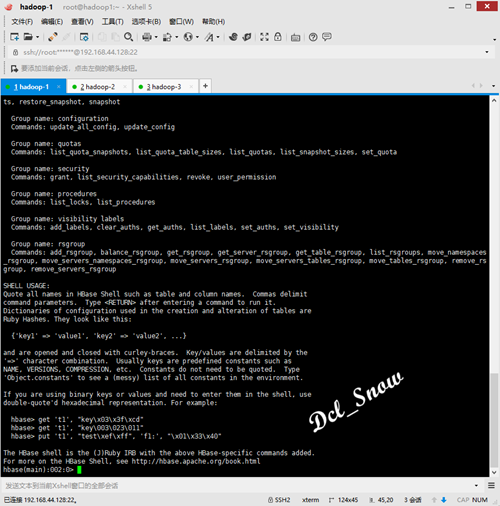 hadoop-1 root@hadoop1:~ - Xshell 5
文件(F) 编辑(E) 查看(V) 工具(T) 选项卡(B) 窗口(W) 帮助(H)
ssh://root:******@192.168.44.128:22
要添加当前会话，点击左侧的箭头按钮。
1 hadoop-1 2 hadoop-2 3 hadoop-3 +
ts, restore_snapshot, snapshot
Group name: configuration
Commands: update_all_config, update_config
Group name: quotas
Commands: list_quota_snapshots, list_quota_table_sizes, list_quotas, list_snapshot_sizes, set_quota
Group name: security
Commands: grant, list_security_capabilities, revoke, user_permission
Group name: procedures
Commands: list_locks, list_procedures
Group name: visibility labels
Commands: add_labels, clear_auths, get_auths, list_labels, set_auths, set_visibility
Group name: rsgroup
Commands: add_rsgroup, balance_rsgroup, get_rsgroup, get_server_rsgroup, get_table_rsgroup, list_rsgroups, move_namespaces
_rsgroup, move_servers_namespaces_rsgroup, move_servers_rsgroup, move_servers_tables_rsgroup, move_tables_rsgroup, remove_rs
group, remove_servers_rsgroup
SHELL USAGE:
Quote all names in HBase Shell such as table and column names.  Commas delimit
command parameters.  Type <RETURN> after entering a command to run it.
Dictionaries of configuration used in the creation and alteration of tables are
Ruby Hashes. They look like this:
{'key1' => 'value1', 'key2' => 'value2', ...}
and are opened and closed with curley-braces.  Key/values are delimited by the
'=>' character combination.  Usually keys are predefined constants such as
NAME, VERSIONS, COMPRESSION, etc.  Constants do not need to be quoted.  Type
'Object.constants' to see a (messy) list of all constants in the environment.
If you are using binary keys or values and need to enter them in the shell, use
double-quote'd hexadecimal representation. For example:
hbase> get 't1', "key\x03\x3f\xcd"
hbase> get 't1', "key\003\023\011"
hbase> put 't1', "test\xef\xff", 'f1:', "\x01\x33\x40"
Dcl_Snow
The HBase shell is the (J)Ruby IRB with the above HBase-specific commands added.
For more on the HBase Shell, see http://hbase.apache.org/book.html
hbase(main):002:0>
发送文本到当前Xshell窗口的全部会话
已连接 192.168.44.128:22。 SSH2 xterm 124x45 45,20 3 会话 CAP NUM